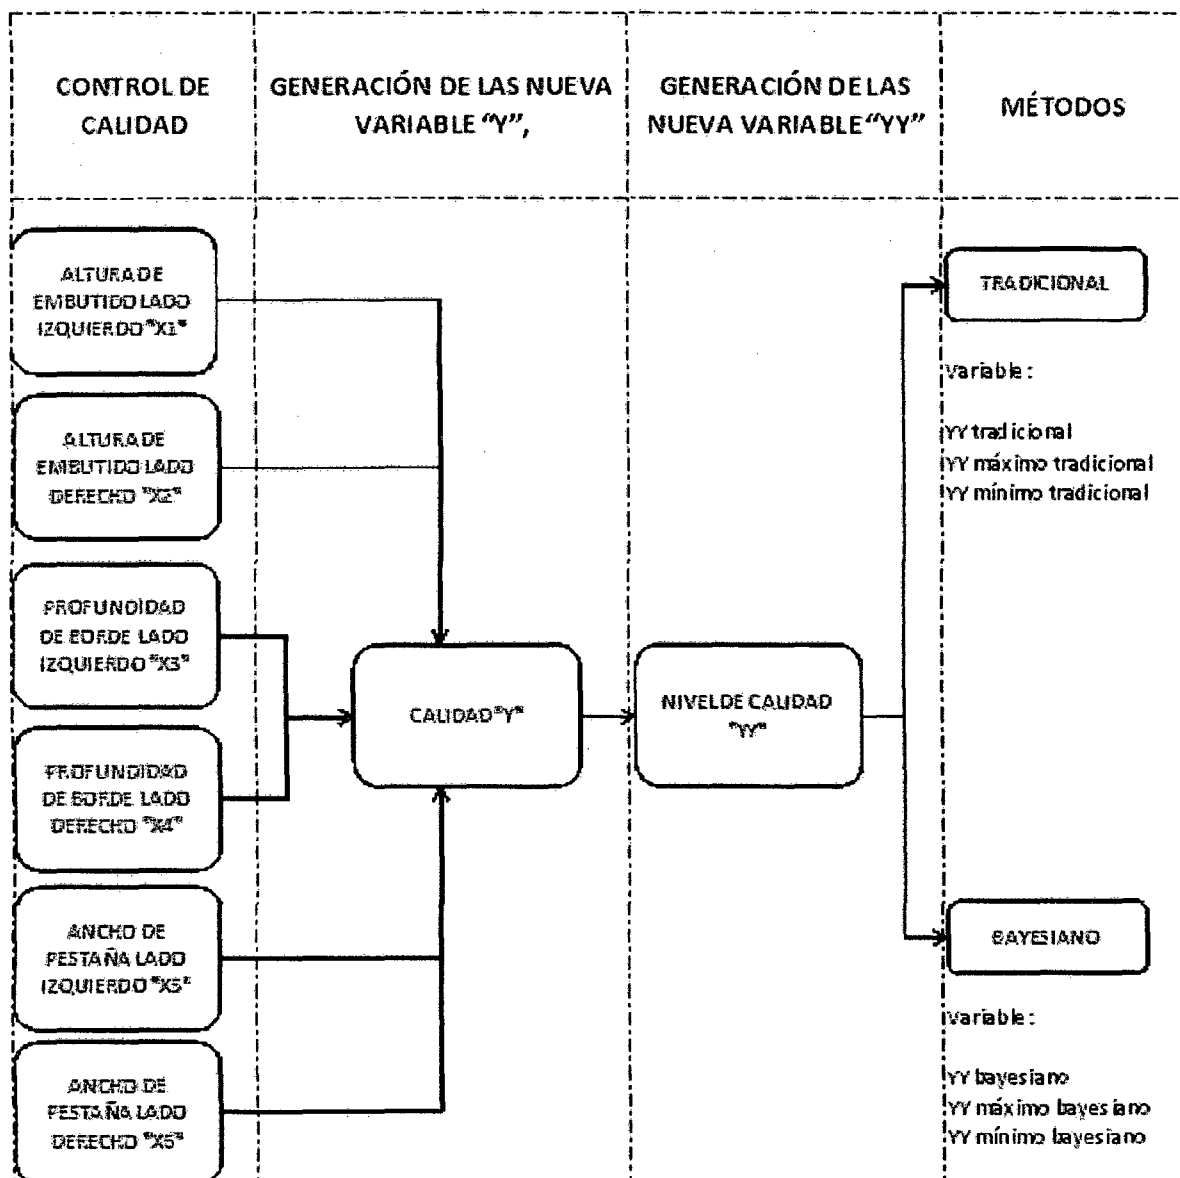 CONTROL DE
CALIDAD
GENERACIÓN DE LAS NUEVA
VARIABLE "Y",
GENERACIÓN DE LAS
NUEVA VARIABLE "YY"
MÉTODOS
ALTURA DE
EMBUTIDO LADO
IZQUIERDO "X1"
ALTURA DE
EMBUTIDO LADO
DERECHO "X2"
PROFUNDIDAD
DE BORDE LADO
IZQUIERDO "X3"
PROFUNDIDAD
DE BORDE LADO
DERECHO "X4"
ANCHO DE
PESTAÑA LADO
IZQUIERDO "X5"
ANCHO DE
PESTAÑA LADO
DERECHO "X5"
CALIDAD "Y"
NIVEL DE CALIDAD
"YY"
TRADICIONAL
Variable :
YY tradicional
YY máximo tradicional
YY mínimo tradicional
BAYESIANO
Variable :
YY bayesiano
YY máximo bayesiano
YY mínimo bayesiano